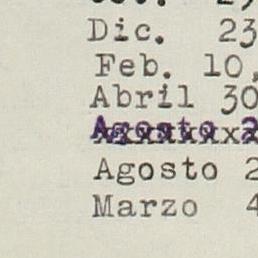 Dic. 23
Feb. 10,
Abril 30
Agosto 2
Agosto 2
Marzo 4